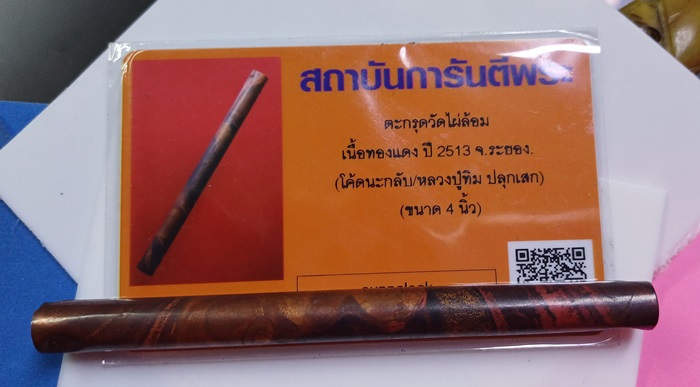 สถาบันการันตีพระ
ตะกรุดวัดไผ่ล้อม
เนื้อทองแดง ปี 2513 จ.ระยอง.
(โค้ดนะกลับ/หลวงปู่ทิม ปลุกเสก)
(ขนาด 4 นิ้ว)